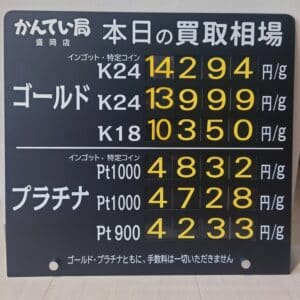 かんてい局 本日の買取相場
盛岡店
インゴット・特定コイン
K24 14294 円/g
ゴールド K24 13999 円/g
K18 10350 円/g
インゴット・特定コイン
Pt1000 4832 円/g
プラチナ Pt1000 4728 円/g
Pt900 4233 円/g
ゴールド・プラチナともに、手数料は一切いただきません